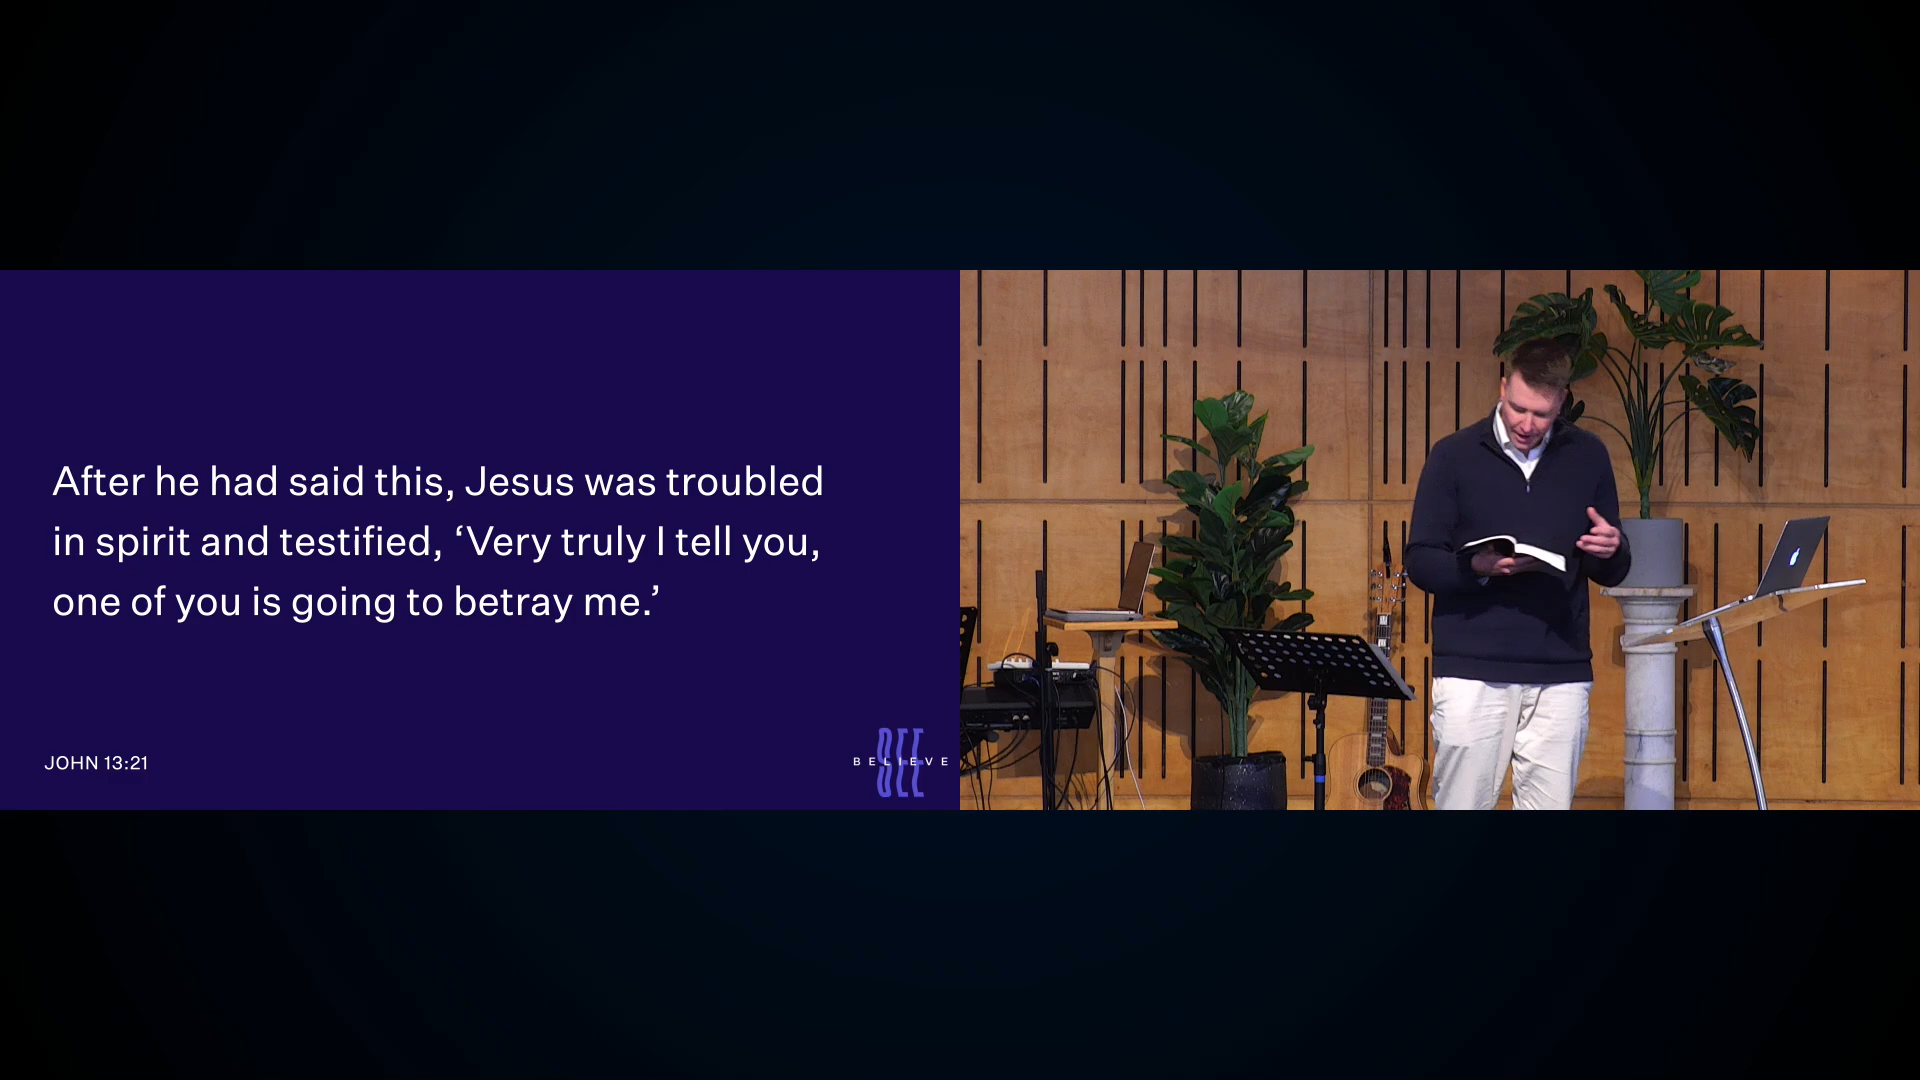 After he had said this, Jesus was troubled
in spirit and testified, ‘Very truly I tell you,
one of you is going to betray me.’
JOHN 13:21
SEE
BELIEVE